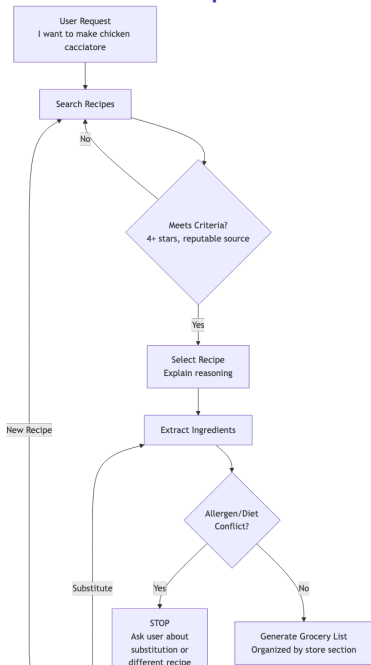 User Request
I want to make chicken
cacciatore
Search Recipes
No
Meets Criteria?
4+ stars, reputable source
Yes
Select Recipe
Explain reasoning
New Recipe
Extract Ingredients
Allergen/Diet
Conflict?
Substitute
Yes
No
STOP
Ask user about
substitution or
different recipe
Generate Grocery List
Organized by store section